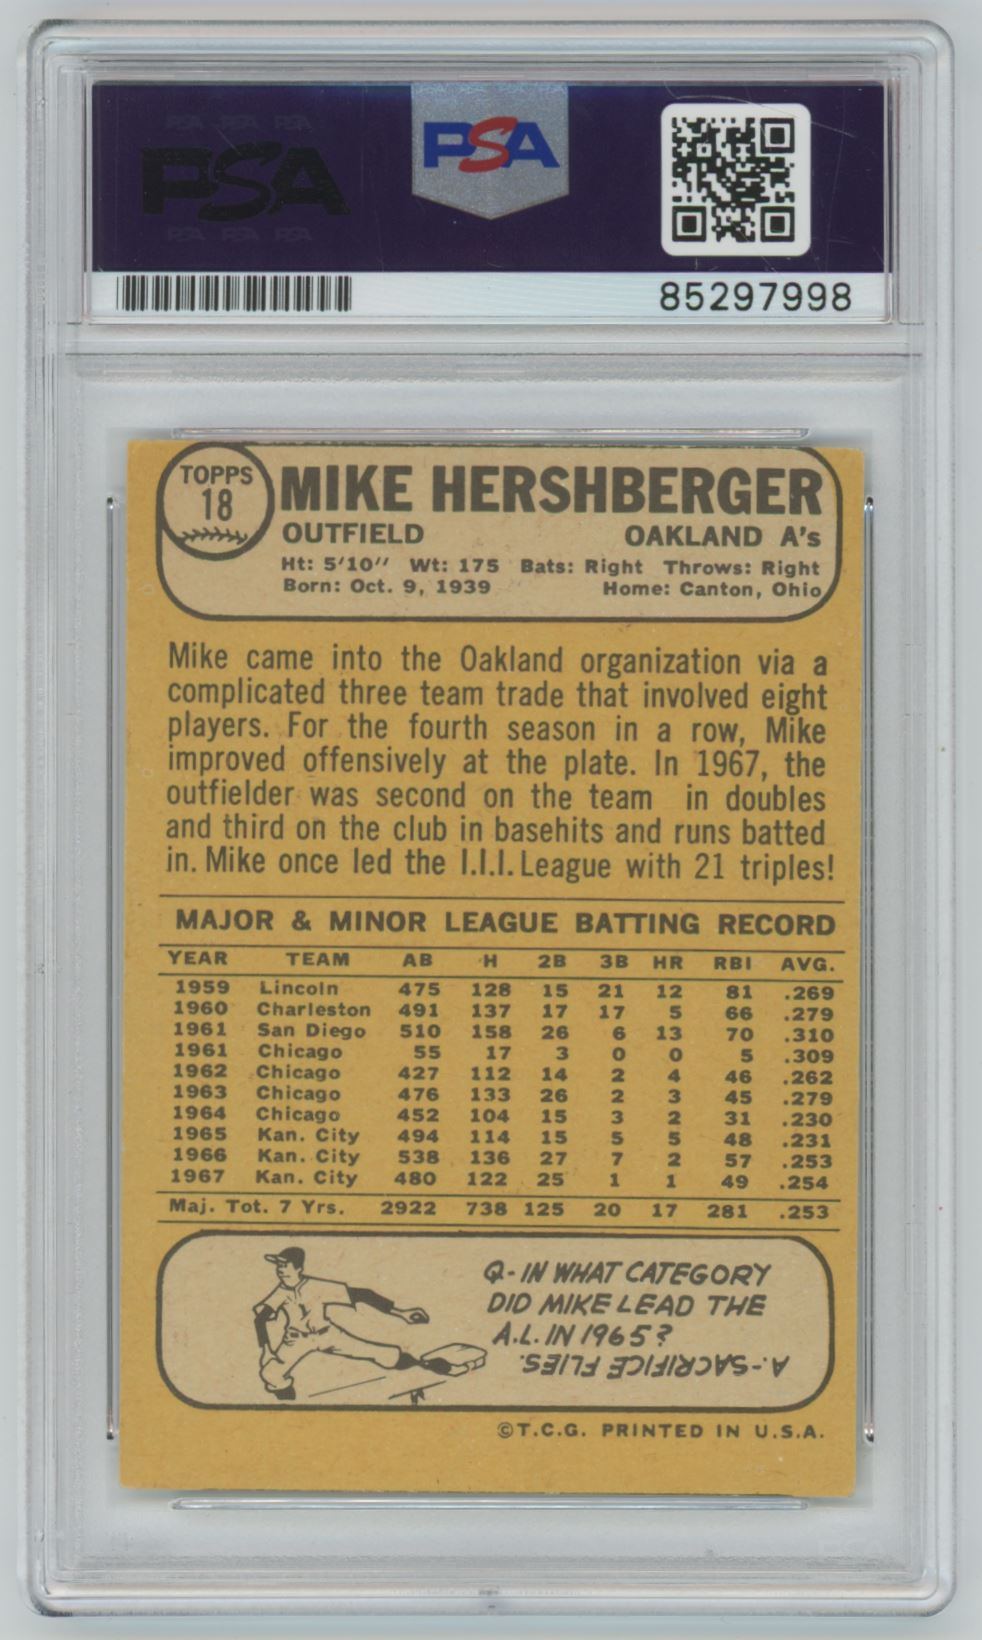 PSA PSA PSA
PSA
PSA PSA PSA
PSA
85297998
TOPPS
18
MIKE HERSHBERGER
OUTFIELD OAKLAND A's
Ht: 5'10" Wt: 175 Bats: Right Throws: Right
Born: Oct. 9, 1939 Home: Canton, Ohio
Mike came into the Oakland organization via a
complicated three team trade that involved eight
players. For the fourth season in a row, Mike
improved offensively at the plate. In 1967, the
outfielder was second on the team in doubles
and third on the club in basehits and runs batted
in. Mike once led the I.I.I. League with 21 triples!
MAJOR & MINOR LEAGUE BATTING RECORD
YEAR TEAM AB H 2B 3B HR RBI AVG.
1959 Lincoln 475 128 15 21 12 81 .269
1960 Charleston 491 137 17 17 5 66 .279
1961 San Diego 510 158 26 6 13 70 .310
1961 Chicago 55 17 3 0 0 5 .309
1962 Chicago 427 112 14 2 4 46 .262
1963 Chicago 476 133 26 2 3 45 .279
1964 Chicago 452 104 15 3 2 31 .230
1965 Kan. City 494 114 15 5 5 48 .231
1966 Kan. City 538 136 27 7 2 57 .253
1967 Kan. City 480 122 25 1 1 49 .254
Maj. Tot. 7 Yrs. 2922 738 125 20 17 281 .253
Q-IN WHAT CATEGORY
DID MIKE LEAD THE
A.L. IN 1965?
A-SACRIFICE FLIES.
©T.C.G. PRINTED IN U.S.A.
PSA